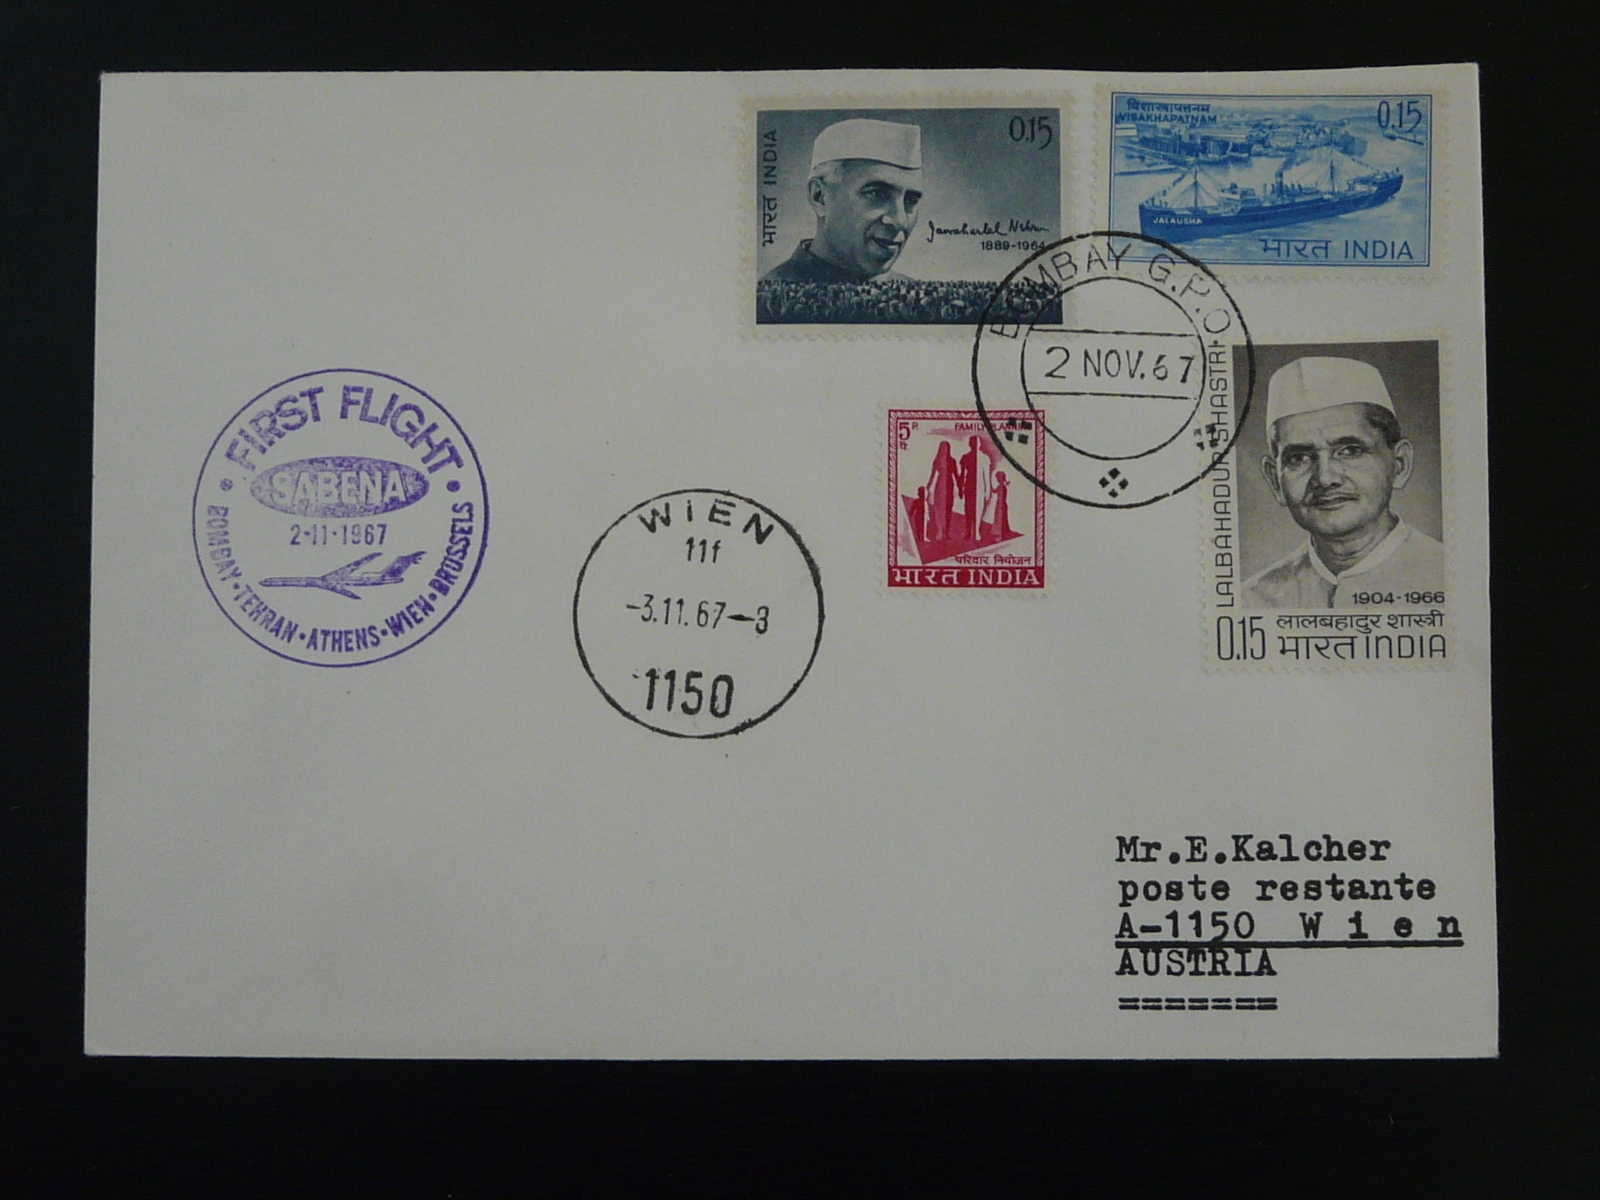 भारत INDIA
0.15
Jawaharlal Nehru
1889-1964
विशाखापत्तनम
VISAKHAPATNAM
0.15
JALAUSHA
भारत INDIA
BOMBAY G.P.O.
2 NOV.67
LALBAHADUR SHASTRI
1904-1966
लालबहादुर शास्त्री
0.15 भारत INDIA
5 P.
पै.
FAMILY PLANNING
परिवार नियोजन
भारत INDIA
FIRST FLIGHT
SABENA
2-11-1967
BOMBAY•TEHRAN•ATHENS•WIEN•BRUSSELS
WIEN
11f
-3.11.67-8
1150
Mr.E.Kalcher
poste restante
A-1150 W i e n
AUSTRIA
=======